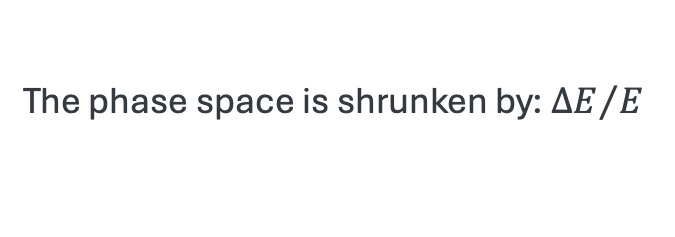 The phase space is shrunken by: ΔE/E